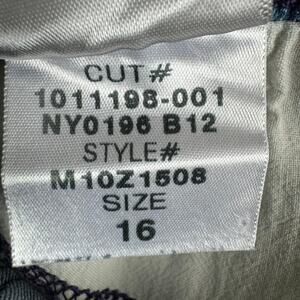 CUT#
1011198-001
NY0196 B12
STYLE#
M10Z1508
SIZE
16